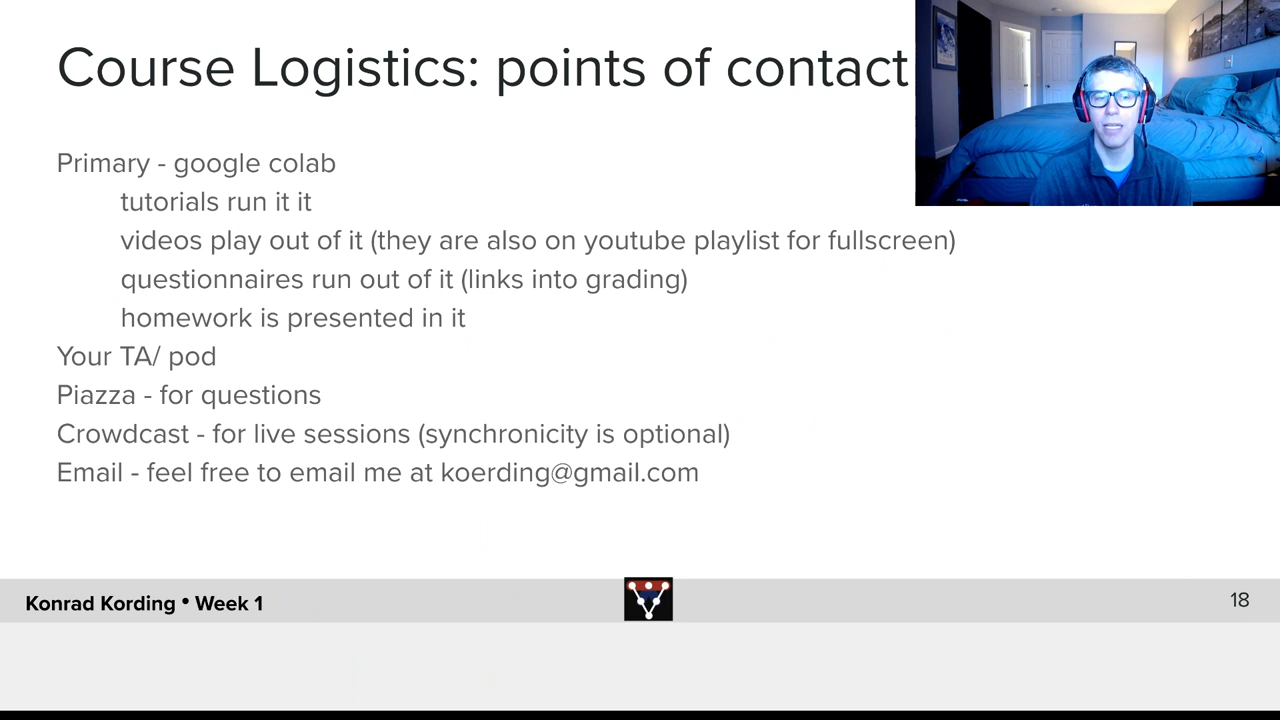 Course Logistics: points of contact
Primary - google colab
tutorials run it it
videos play out of it (they are also on youtube playlist for fullscreen)
questionnaires run out of it (links into grading)
homework is presented in it
Your TA/ pod
Piazza - for questions
Crowdcast - for live sessions (synchronicity is optional)
Email - feel free to email me at koerding@gmail.com
Konrad Kording • Week 1
18